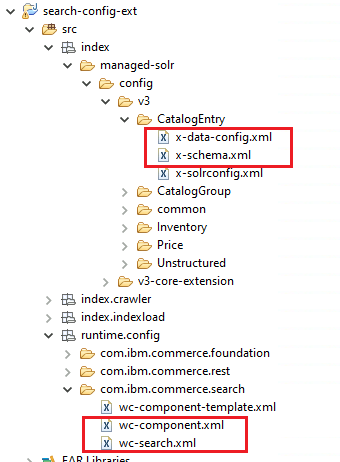 search-config-ext
src
index
managed-solr
config
v3
CatalogEntry
x-data-config.xml
x-schema.xml
x-solrconfig.xml
CatalogGroup
common
Inventory
Price
Unstructured
v3-core-extension
index.crawler
index.indexload
runtime.config
com.ibm.commerce.foundation
com.ibm.commerce.rest
com.ibm.commerce.search
wc-component-template.xml
wc-component.xml
wc-search.xml
EAR Libraries